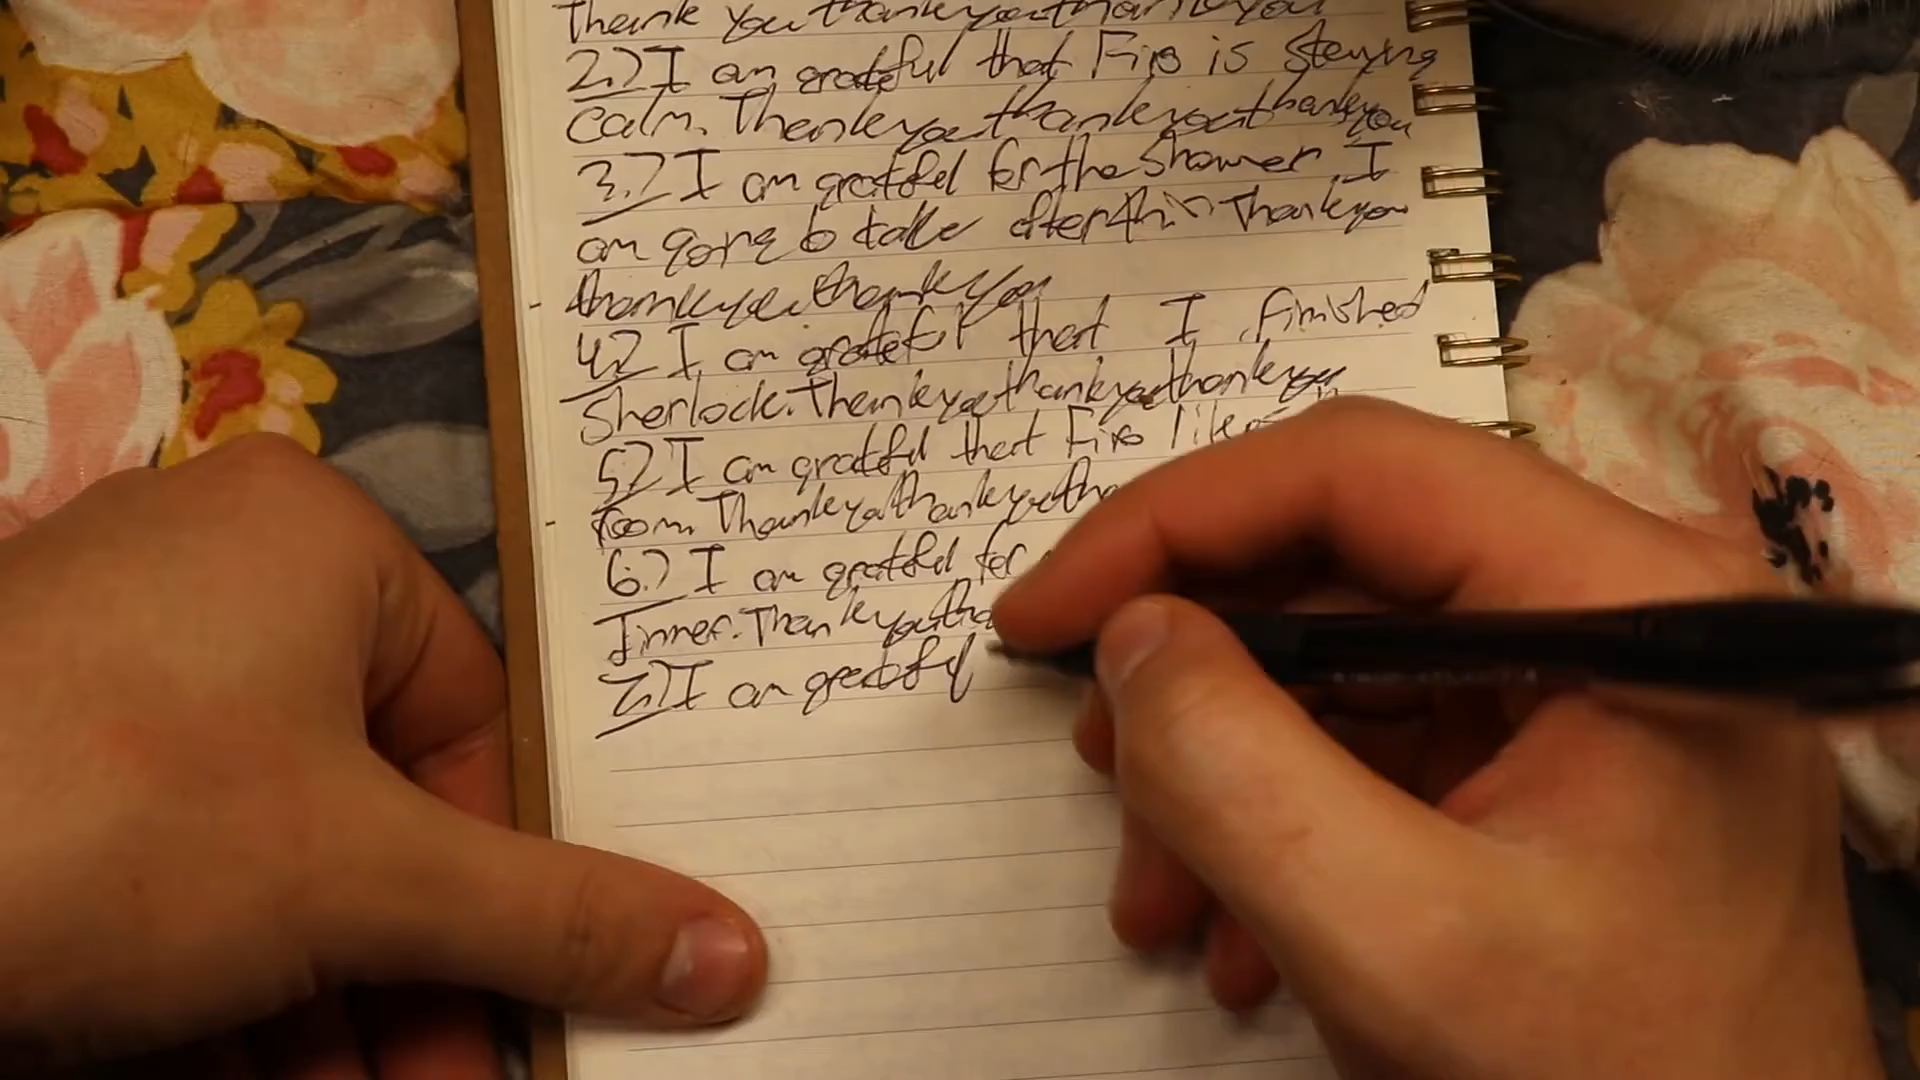 Thank you thank you thank you
2.) I am grateful that Fifo is staying
calm. Thank you thank you thank you
3.) I am grateful for the shower I
am going to take after this Thank you
thank you thank you
4.) I am grateful that I finished
Sherlock. Thank you thank you thank you
5.) I am grateful that
room. Thank you thank you tha
6.) I am grateful for
dinner. Thank you tha
7.) I am grateful